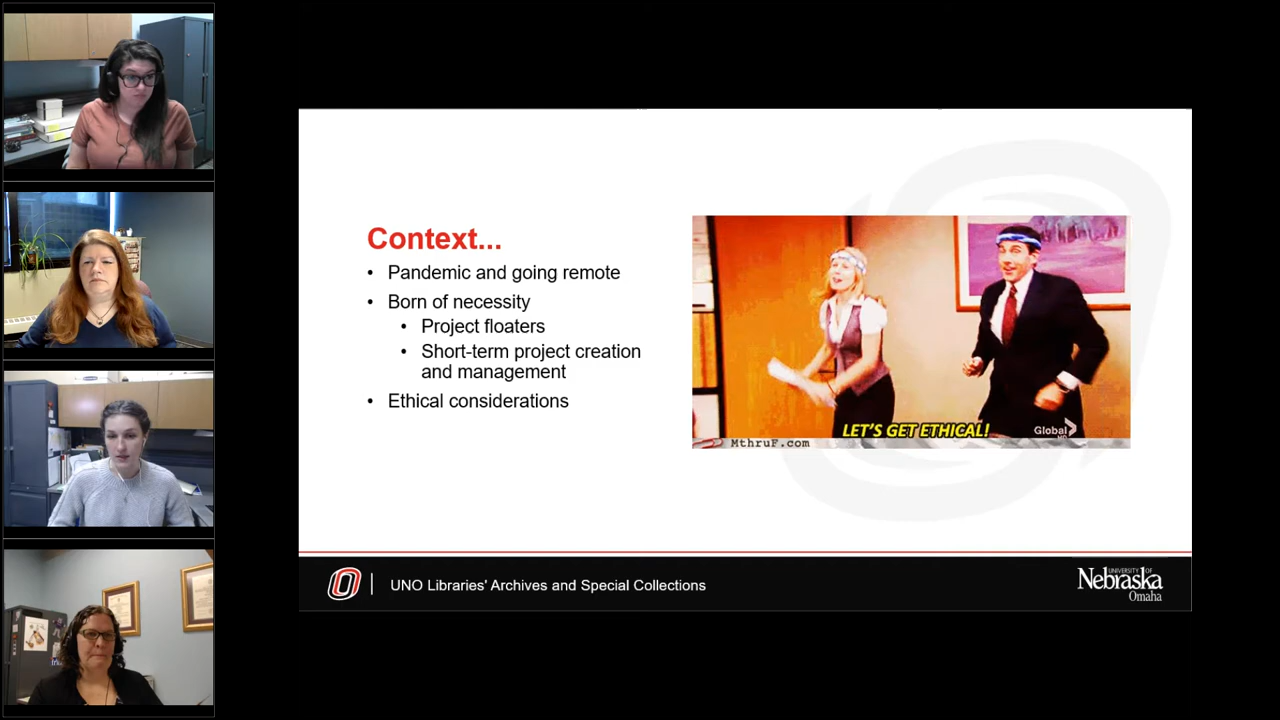 Context...
• Pandemic and going remote
• Born of necessity
• Project floaters
• Short-term project creation
and management
• Ethical considerations
LET'S GET ETHICAL!
Global
HD
MthruF.com
UNO Libraries' Archives and Special Collections
UNIVERSITY OF
Nebraska
Omaha